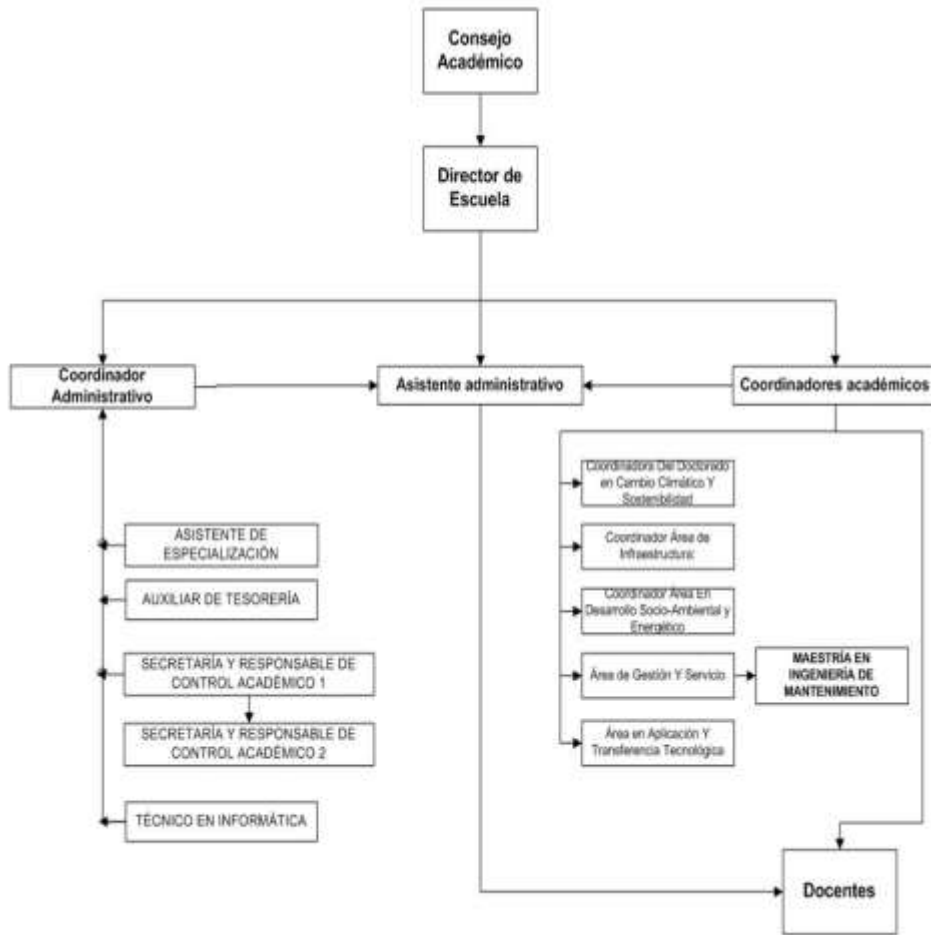 Consejo
Académico
Director de
Escuela
Coordinador
Administrativo
Asistente administrativo
Coordinadores académicos
ASISTENTE DE
ESPECIALIZACIÓN
AUXILIAR DE TESORERÍA
SECRETARÍA Y RESPONSABLE DE
CONTROL ACADÉMICO 1
SECRETARÍA Y RESPONSABLE DE
CONTROL ACADÉMICO 2
TÉCNICO EN INFORMÁTICA
Coordinadora Del Doctorado
en Cambio Climático Y
Sostenibilidad
Coordinador Área de
Infraestructura:
Coordinador Área En
Desarrollo Socio-Ambiental y
Energético
Área de Gestión Y Servicio
MAESTRÍA EN
INGENIERÍA DE
MANTENIMIENTO
Área en Aplicación Y
Transferencia Tecnológica
Docentes